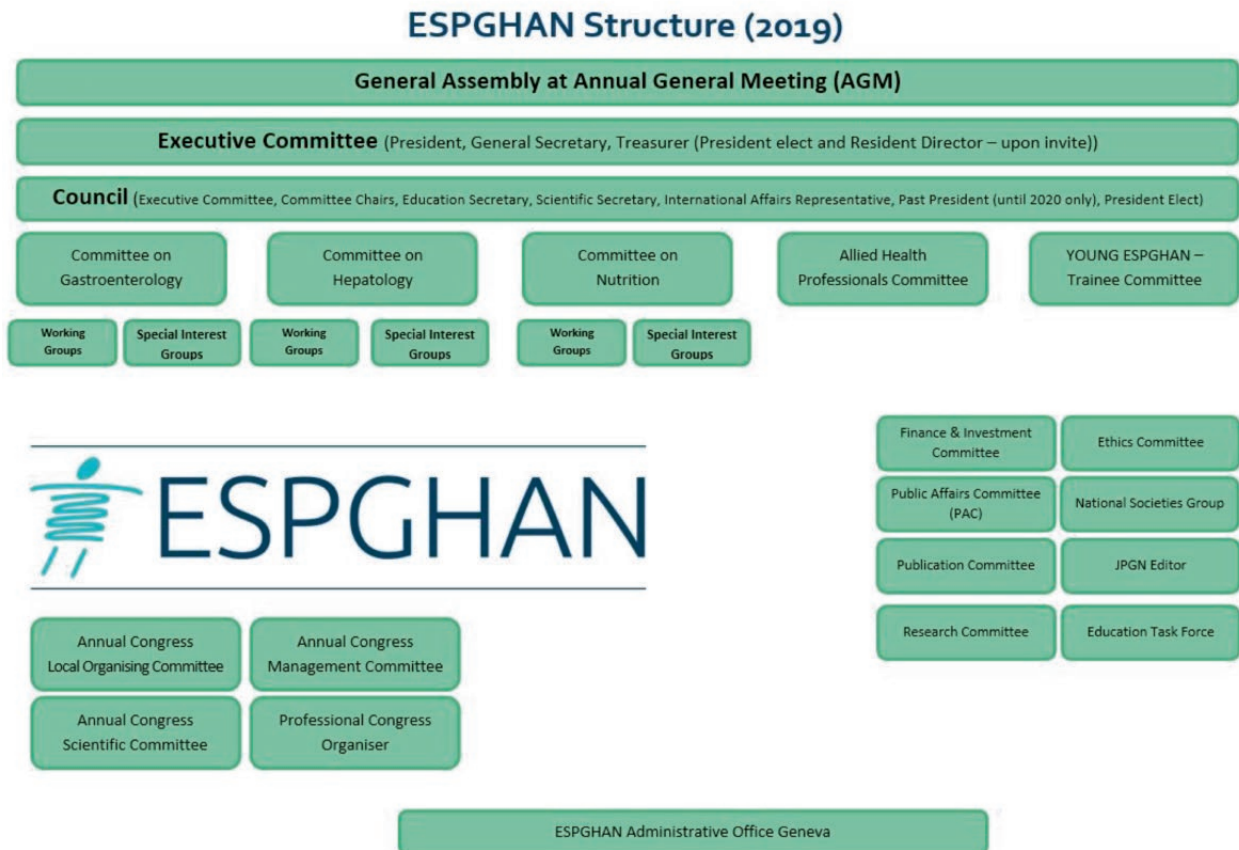 ESPGHAN Structure (2019)
General Assembly at Annual General Meeting (AGM)
Executive Committee (President, General Secretary, Treasurer (President elect and Resident Director – upon invite))
Council (Executive Committee, Committee Chairs, Education Secretary, Scientific Secretary, International Affairs Representative, Past President (until 2020 only), President Elect)
Committee on
Gastroenterology
Committee on
Hepatology
Committee on
Nutrition
Allied Health
Professionals Committee
YOUNG ESPGHAN –
Trainee Committee
Working
Groups
Special Interest
Groups
Working
Groups
Special Interest
Groups
Working
Groups
Special Interest
Groups
Finance & Investment
Committee
Ethics Committee
Public Affairs Committee
(PAC)
National Societies Group
Publication Committee
JPGN Editor
Research Committee
Education Task Force
ESPGHAN
Annual Congress
Local Organising Committee
Annual Congress
Management Committee
Annual Congress
Scientific Committee
Professional Congress
Organiser
ESPGHAN Administrative Office Geneva